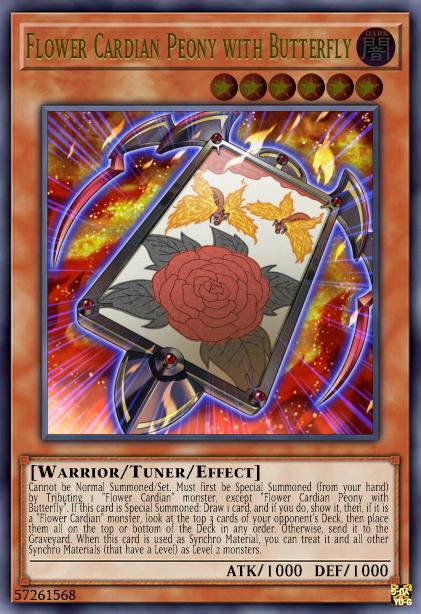 FLOWER CARDIAN PEONY WITH BUTTERFLY
DARK
闇
[WARRIOR/TUNER/EFFECT]
Cannot be Normal Summoned/Set. Must first be Special Summoned (from your hand)
by Tributing 1 "Flower Cardian" monster, except "Flower Cardian Peony with
Butterfly". If this card is Special Summoned: Draw 1 card, and if you do, show it, then, if it is
a "Flower Cardian" monster, look at the top 3 cards of your opponent's Deck, then place
them all on the top or bottom of the Deck in any order. Otherwise, send it to the
Graveyard. When this card is used as Synchro Material, you can treat it and all other
Synchro Materials (that have a Level) as Level 2 monsters.
ATK/1000 DEF/1000
57261568